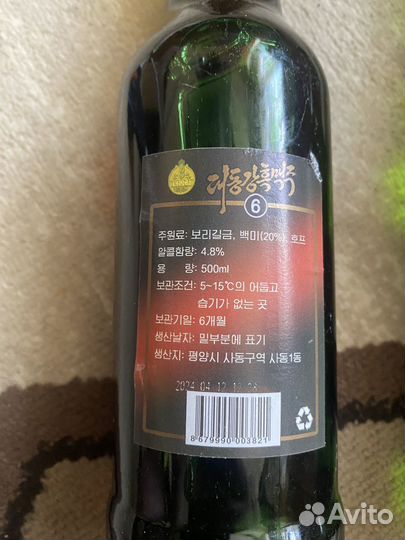 대동강흑맥주
6
주원료: 보리길금, 백미(20%), 호프
알콜함량: 4.8%
용 량: 500ml
보관조건: 5~15℃의 어둡고
습기가 없는 곳
보관기일: 6개월
생산날자: 밑부분에 표기
생산지: 평양시 사동구역 사동1동
2024 04 12
8 679990 003821
Avito